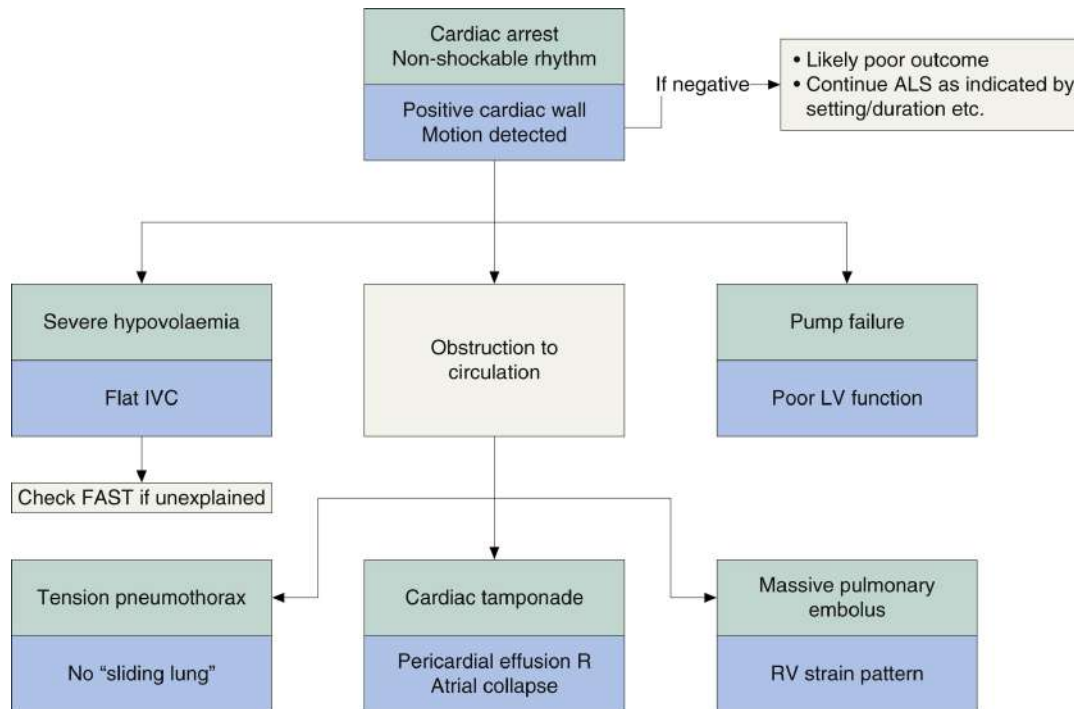 Cardiac arrest
Non-shockable rhythm
Positive cardiac wall
Motion detected
If negative
• Likely poor outcome
• Continue ALS as indicated by
setting/duration etc.
Severe hypovolaemia
Flat IVC
Check FAST if unexplained
Obstruction to
circulation
Pump failure
Poor LV function
Tension pneumothorax
No “sliding lung”
Cardiac tamponade
Pericardial effusion R
Atrial collapse
Massive pulmonary
embolus
RV strain pattern